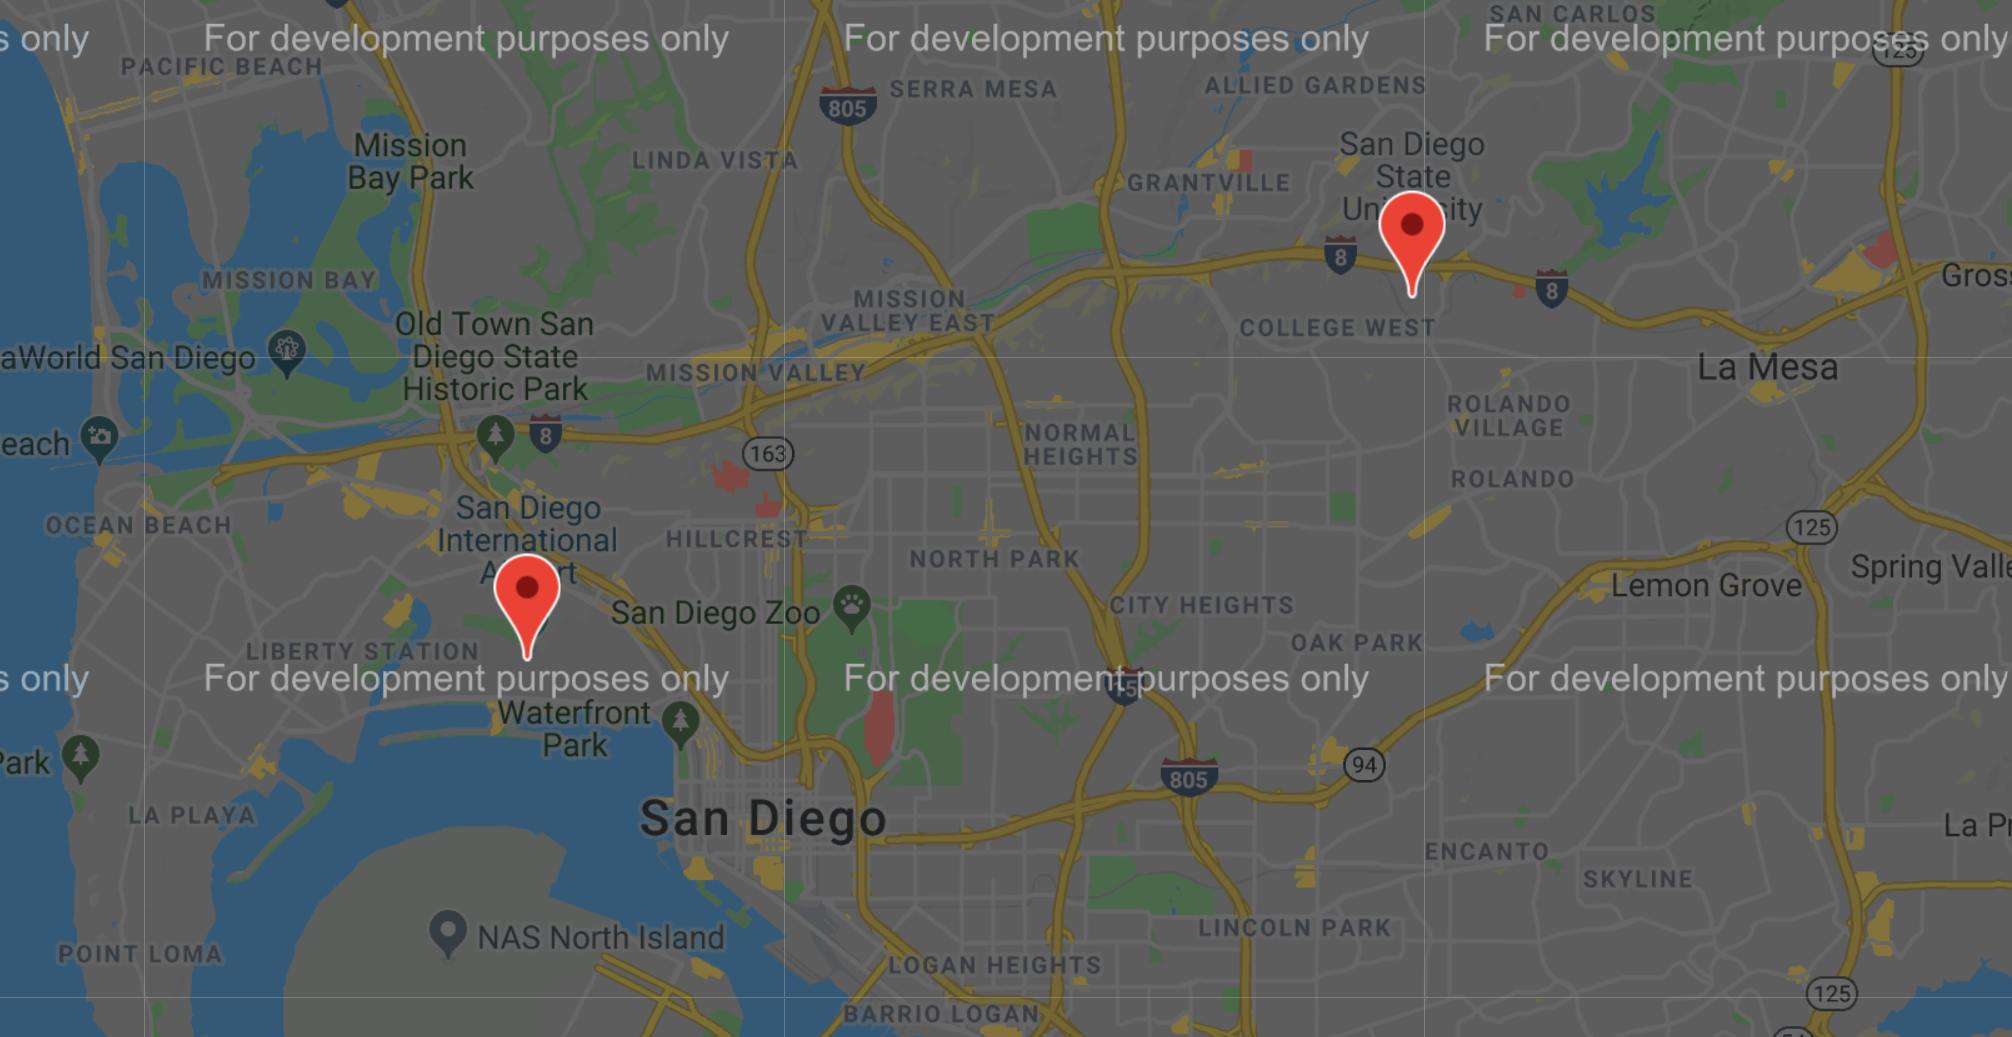 s only
For development purposes only
For development purposes only
For development purposes only
SAN CARLOS
PACIFIC BEACH
125
805
SERRA MESA
ALLIED GARDENS
Mission
Bay Park
LINDA VISTA
San Diego
State
GRANTVILLE
8
8
MISSION BAY
MISSION
VALLEY EAST
Gros
COLLEGE WEST
Old Town San
Diego State
Historic Park
aWorld San Diego
MISSION VALLEY
La Mesa
ROLANDO
VILLAGE
each
8
163
NORMAL
HEIGHTS
ROLANDO
San Diego
International
OCEAN BEACH
HILLCREST
125
NORTH PARK
Spring Valle
Lemon Grove
San Diego Zoo
CITY HEIGHTS
OAK PARK
LIBERTY STATION
s only
For development purposes only
For development purposes only
For development purposes only
Waterfront
Park
Park
94
805
LA PLAYA
San Diego
La Pr
ENCANTO
SKYLINE
LINCOLN PARK
NAS North Island
POINT LOMA
LOGAN HEIGHTS
125
BARRIO LOGAN